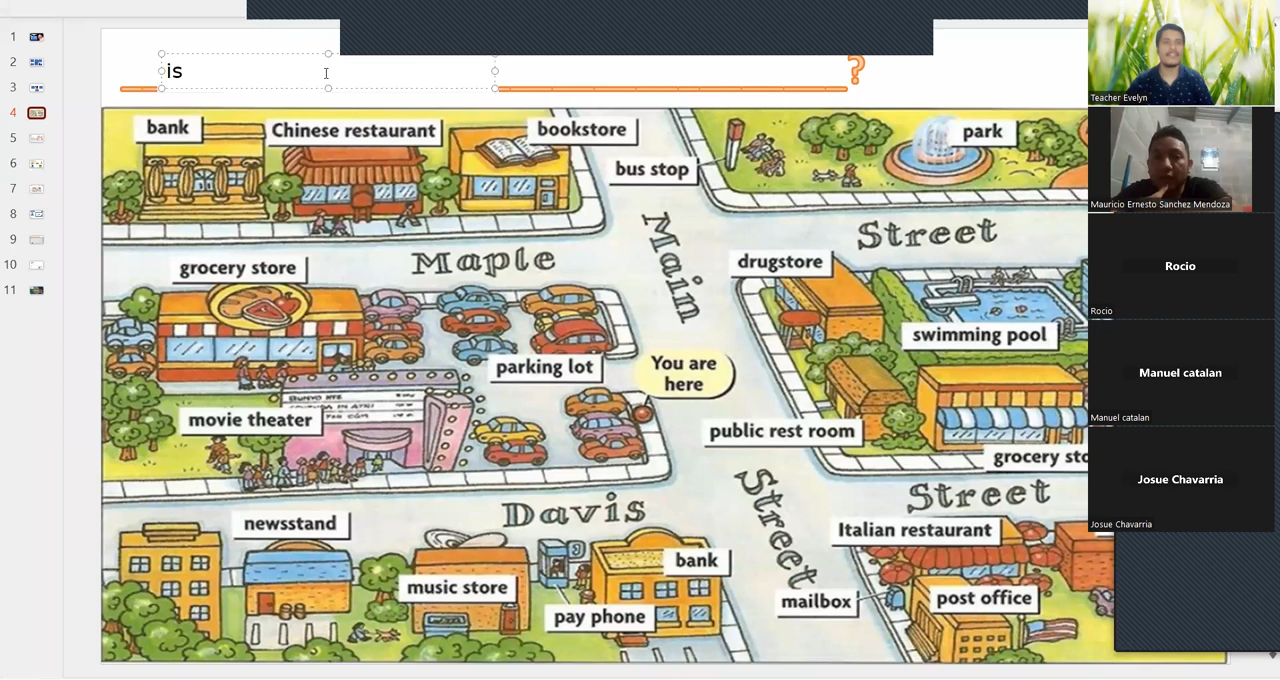 1
2
3
4
5
6
7
8
9
10
11
is
?
bank
Chinese restaurant
bookstore
bus stop
park
Maple
Main
Street
grocery store
drugstore
swimming pool
parking lot
You are
here
movie theater
public rest room
grocery sto
Davis
Street
Street
newsstand
music store
pay phone
bank
Italian restaurant
mailbox
post office
Teacher Evelyn
Mauricio Ernesto Sanchez Mendoza
Rocio
Rocio
Manuel catalan
Manuel catalan
Josue Chavarria
Josue Chavarria